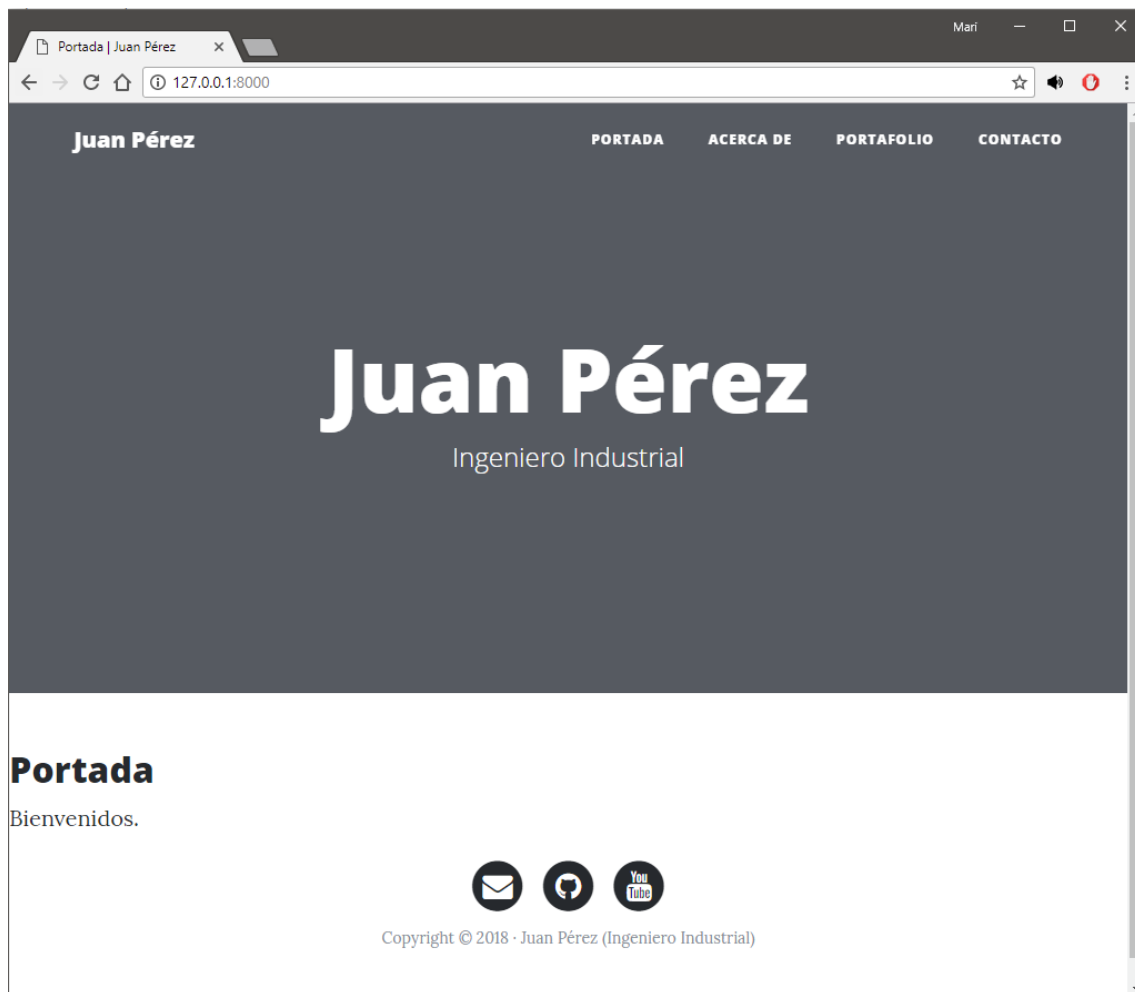 Mari
Portada | Juan Pérez
127.0.0.1:8000
Juan Pérez
PORTADA ACERCA DE PORTAFOLIO CONTACTO
Juan Pérez
Ingeniero Industrial
Portada
Bienvenidos.
You
Tube
Copyright © 2018 · Juan Pérez (Ingeniero Industrial)